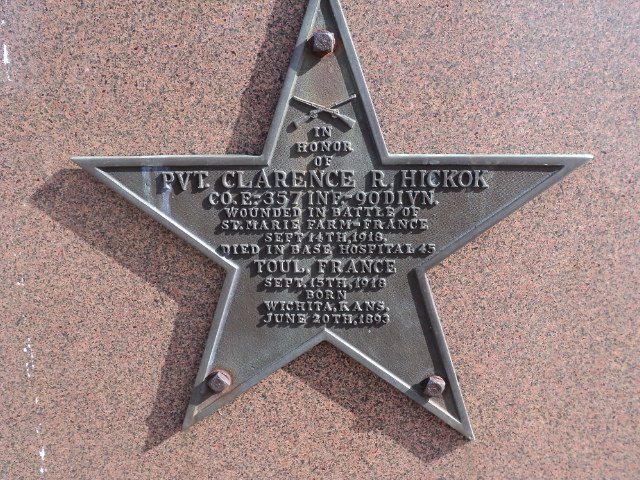 IN
HONOR
OF
PVT. CLARENCE R. HICKOK
CO. E.-357 INF.-90 DIVN.
WOUNDED IN BATTLE OF
ST. MARIE FARM-FRANCE
SEPT 14TH, 1918.
DIED IN BASE HOSPITAL 45
TOUL, FRANCE
SEPT. 15TH, 1918
BORN
WICHITA, KANS.
JUNE 20TH, 1893